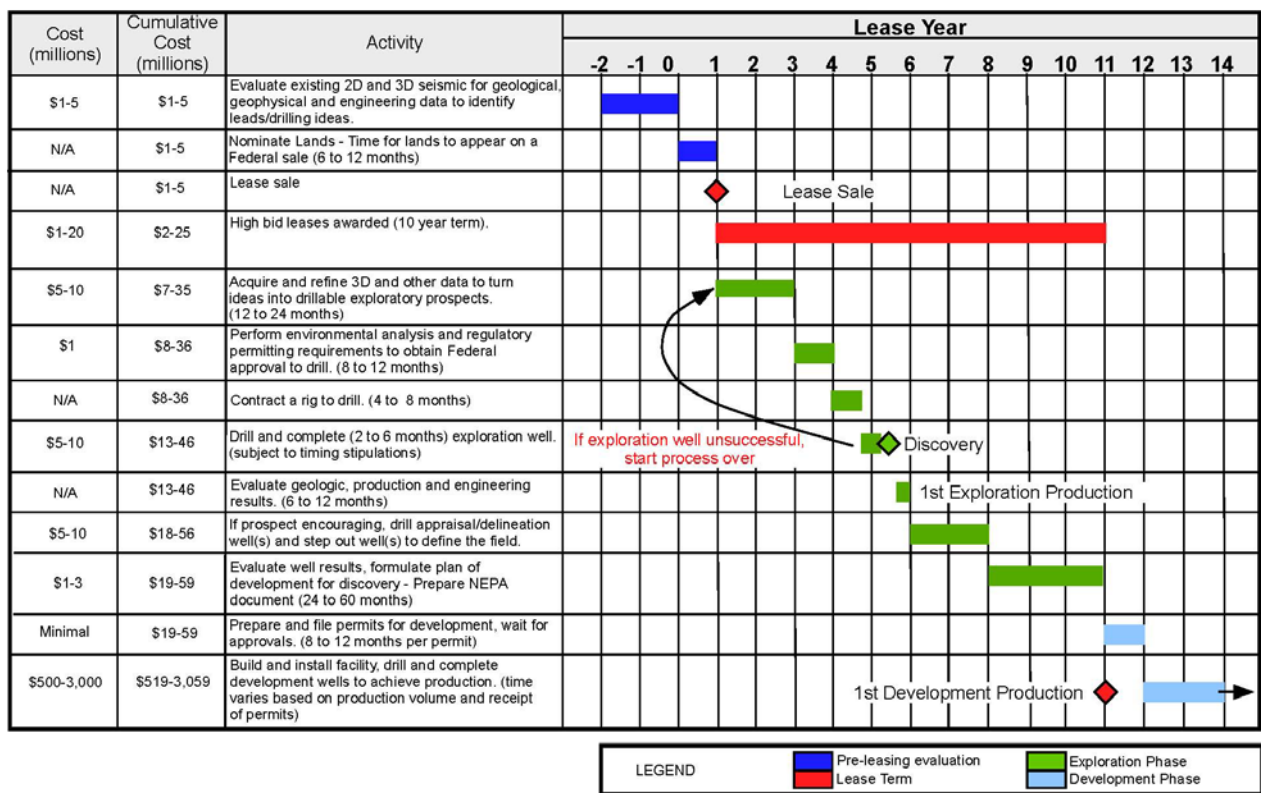 Cost
(millions)
Cumulative
Cost
(millions)
Activity
Lease Year
-2 -1 0 1 2 3 4 5 6 7 8 9 10 11 12 13 14
$1-5
$1-5
Evaluate existing 2D and 3D seismic for geological,
geophysical and engineering data to identify
leads/drilling ideas.
N/A
$1-5
Nominate Lands - Time for lands to appear on a
Federal sale (6 to 12 months)
N/A
$1-5
Lease sale
Lease Sale
$1-20
$2-25
High bid leases awarded (10 year term).
$5-10
$7-35
Acquire and refine 3D and other data to turn
ideas into drillable exploratory prospects.
(12 to 24 months)
$1
$8-36
Perform environmental analysis and regulatory
permitting requirements to obtain Federal
approval to drill. (8 to 12 months)
N/A
$8-36
Contract a rig to drill. (4 to 8 months)
$5-10
$13-46
Drill and complete (2 to 6 months) exploration well.
(subject to timing stipulations)
If exploration well unsuccessful,
start process over
Discovery
N/A
$13-46
Evaluate geologic, production and engineering
results. (6 to 12 months)
1st Exploration Production
$5-10
$18-56
If prospect encouraging, drill appraisal/delineation
well(s) and step out well(s) to define the field.
$1-3
$19-59
Evaluate well results, formulate plan of
development for discovery - Prepare NEPA
document (24 to 60 months)
Minimal
$19-59
Prepare and file permits for development, wait for
approvals. (8 to 12 months per permit)
$500-3,000
$519-3,059
Build and install facility, drill and complete
development wells to achieve production. (time
varies based on production volume and receipt
of permits)
1st Development Production
LEGEND
Pre-leasing evaluation
Lease Term
Exploration Phase
Development Phase